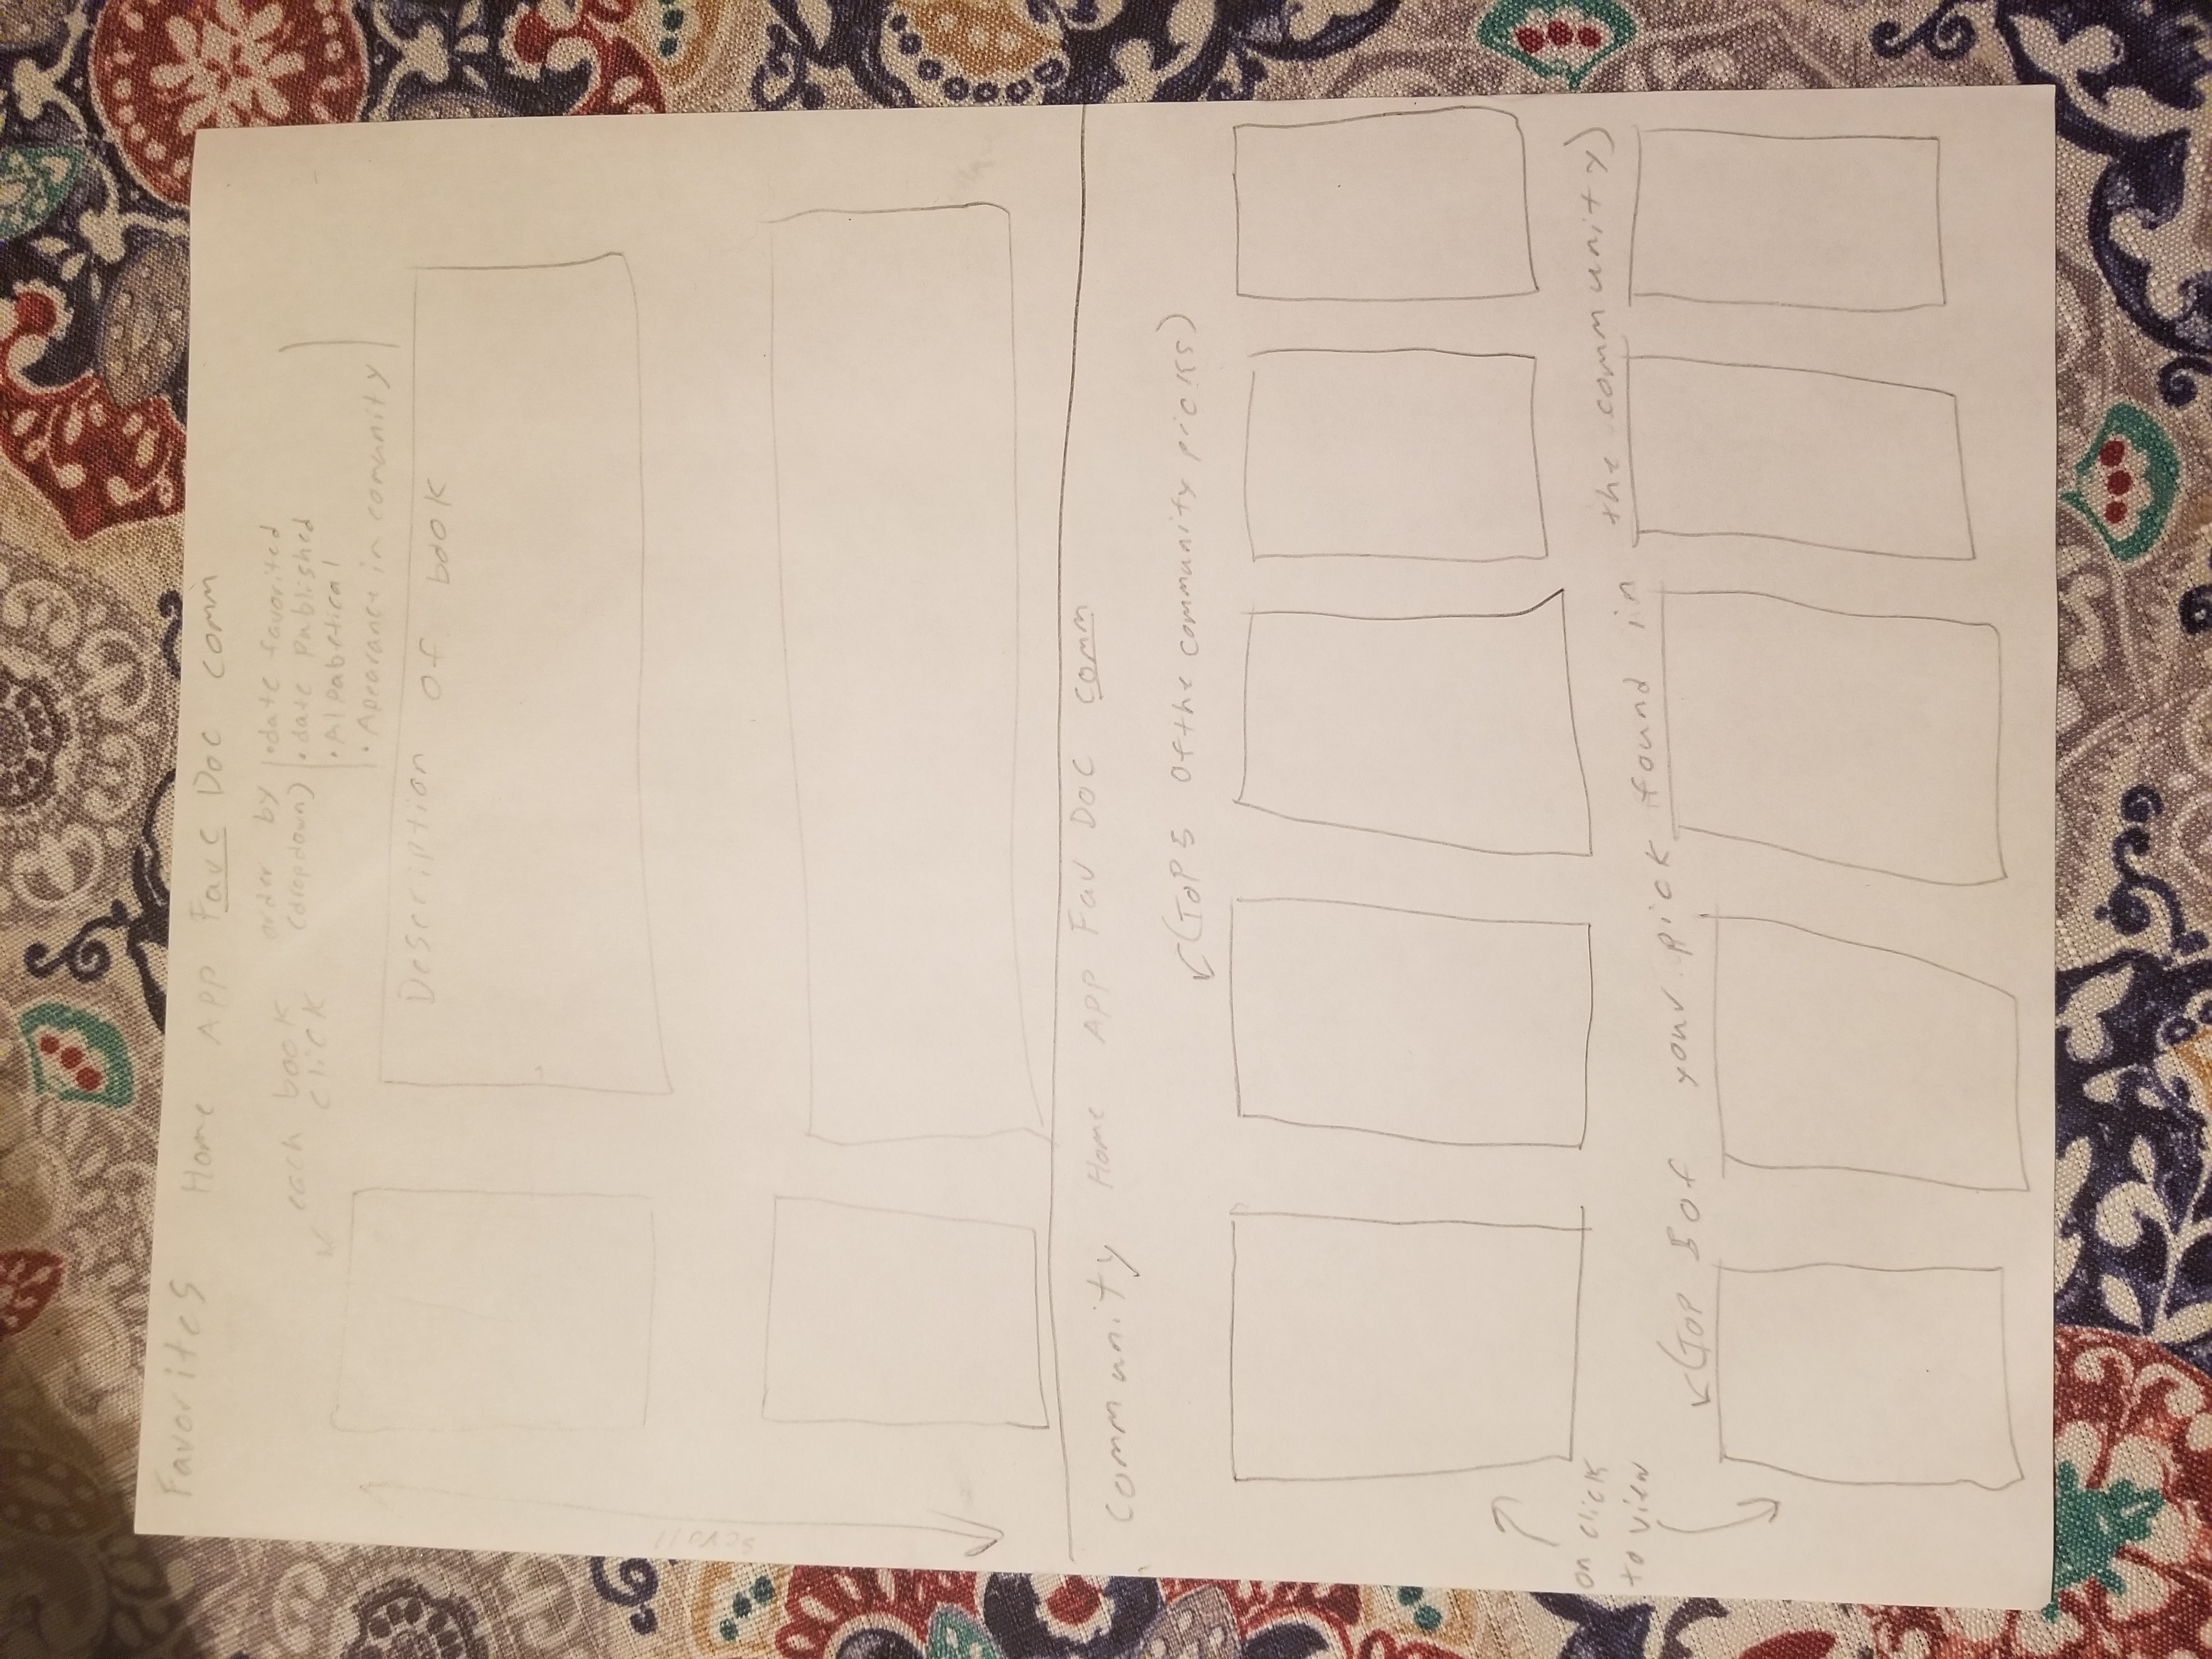 Favorites Home App Fave Doc comm
each book
click
order by
(dropdown)
• date favorited
• date published
• Alpabetical
• Apearance in comunity
Description of book
scroll
Community Home App Fav Doc comm
(Top 5 of the community picks)
on click
to view
(Top 5 of your pick found in the community)